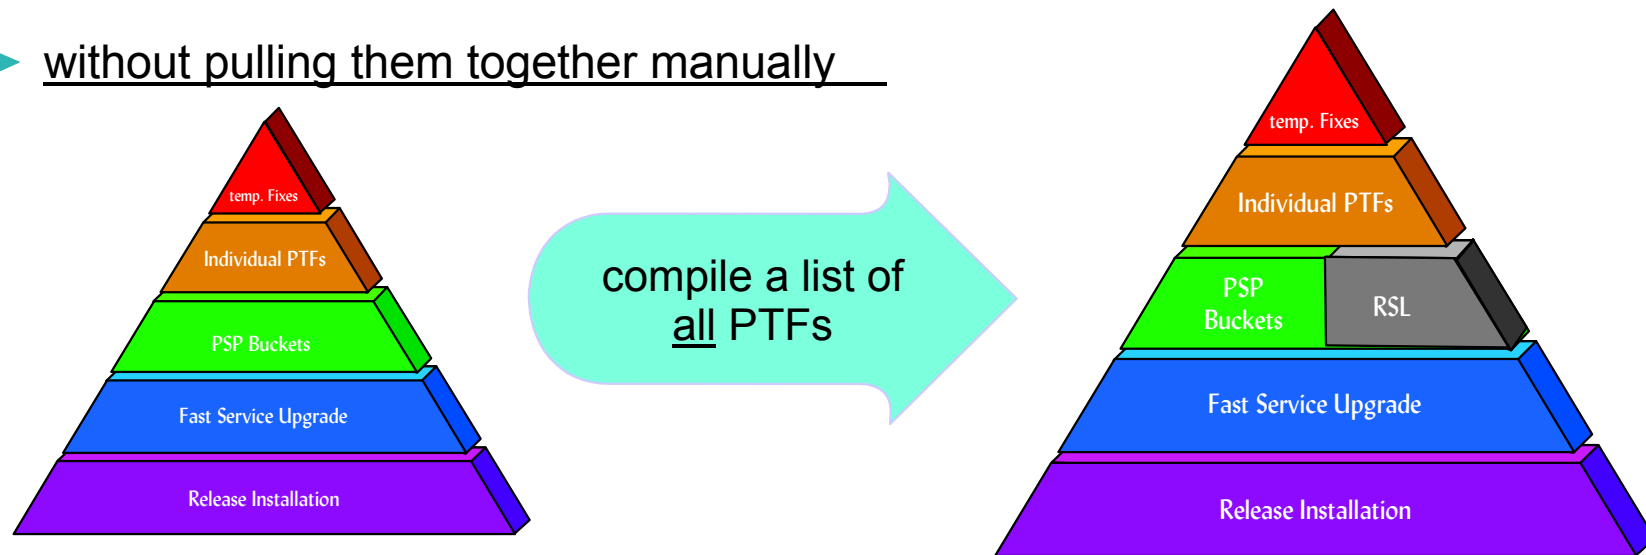 without pulling them together manually
temp. Fixes
Individual PTFs
PSP Buckets
Fast Service Upgrade
Release Installation
compile a list of
all PTFs
temp. Fixes
Individual PTFs
PSP
Buckets
RSL
Fast Service Upgrade
Release Installation